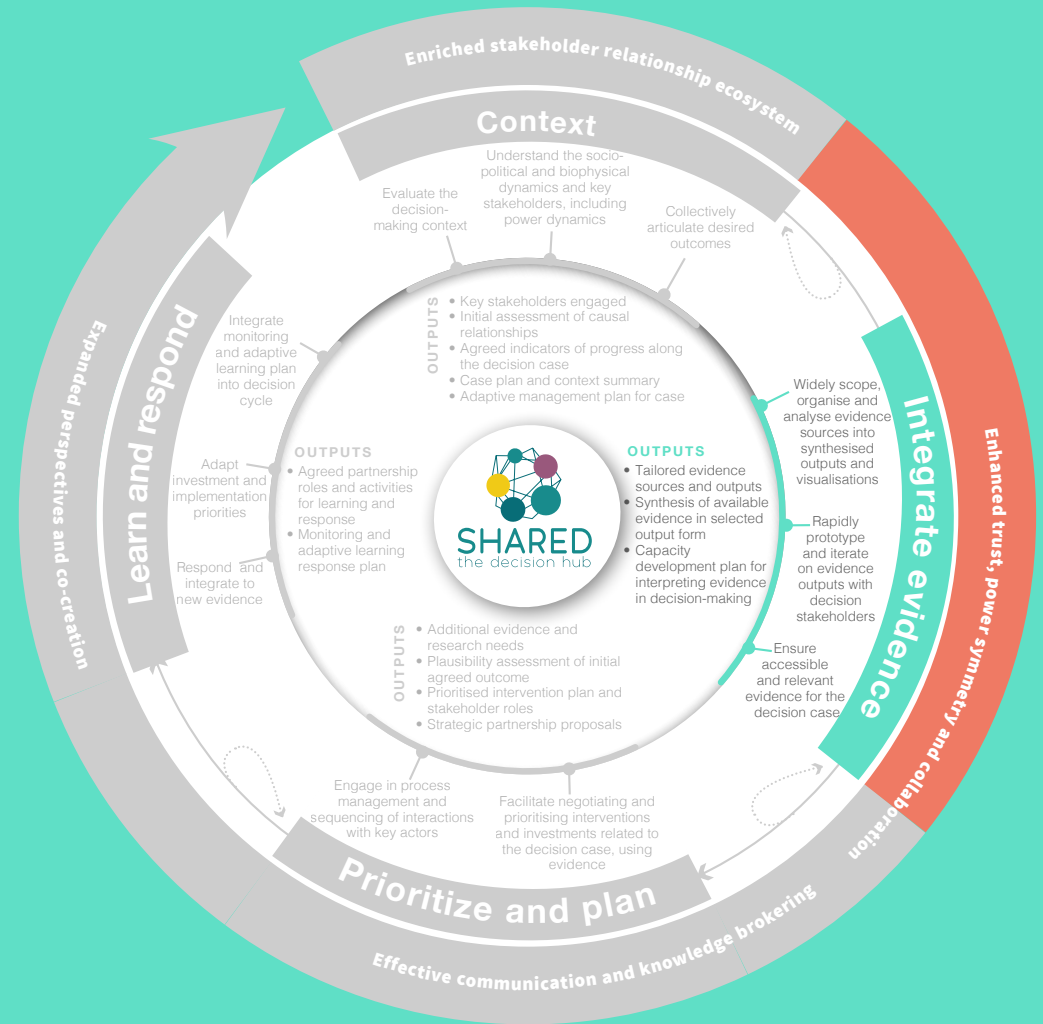 Enriched stakeholder relationship ecosystem
Context
Evaluate the
decision-
making context
Understand the socio-
political and biophysical
dynamics and key
stakeholders, including
power dynamics
Collectively
articulate desired
outcomes
OUTPUTS
• Key stakeholders engaged
• Initial assessment of causal
relationships
• Agreed indicators of progress along
the decision case
• Case plan and context summary
• Adaptive management plan for case
Enhanced trust, power symmetry and collaboration
Integrate evidence
Widely scope,
organise and
analyse evidence
sources into
synthesised
outputs and
visualisations
Rapidly
prototype
and iterate
on evidence
outputs with
decision
stakeholders
Ensure
accessible
and relevant
evidence for the
decision case
OUTPUTS
• Tailored evidence
sources and outputs
• Synthesis of available
evidence in selected
output form
• Capacity
development plan for
interpreting evidence
in decision-making
SHARED
the decision hub
Effective communication and knowledge brokering
Prioritize and plan
Facilitate negotiating and
prioritising interventions
and investments related to
the decision case, using
evidence
Engage in process
management and
sequencing of interactions
with key actors
OUTPUTS
• Additional evidence and
research needs
• Plausibility assessment of initial
agreed outcome
• Prioritised intervention plan and
stakeholder roles
• Strategic partnership proposals
Expanded perspectives and co-creation
Learn and respond
Integrate
monitoring
and adaptive
learning plan
into decision
cycle
Adapt
investment and
implementation
priorities
Respond and
integrate to
new evidence
OUTPUTS
• Agreed partnership
roles and activities
for learning and
response
• Monitoring and
adaptive learning
response plan